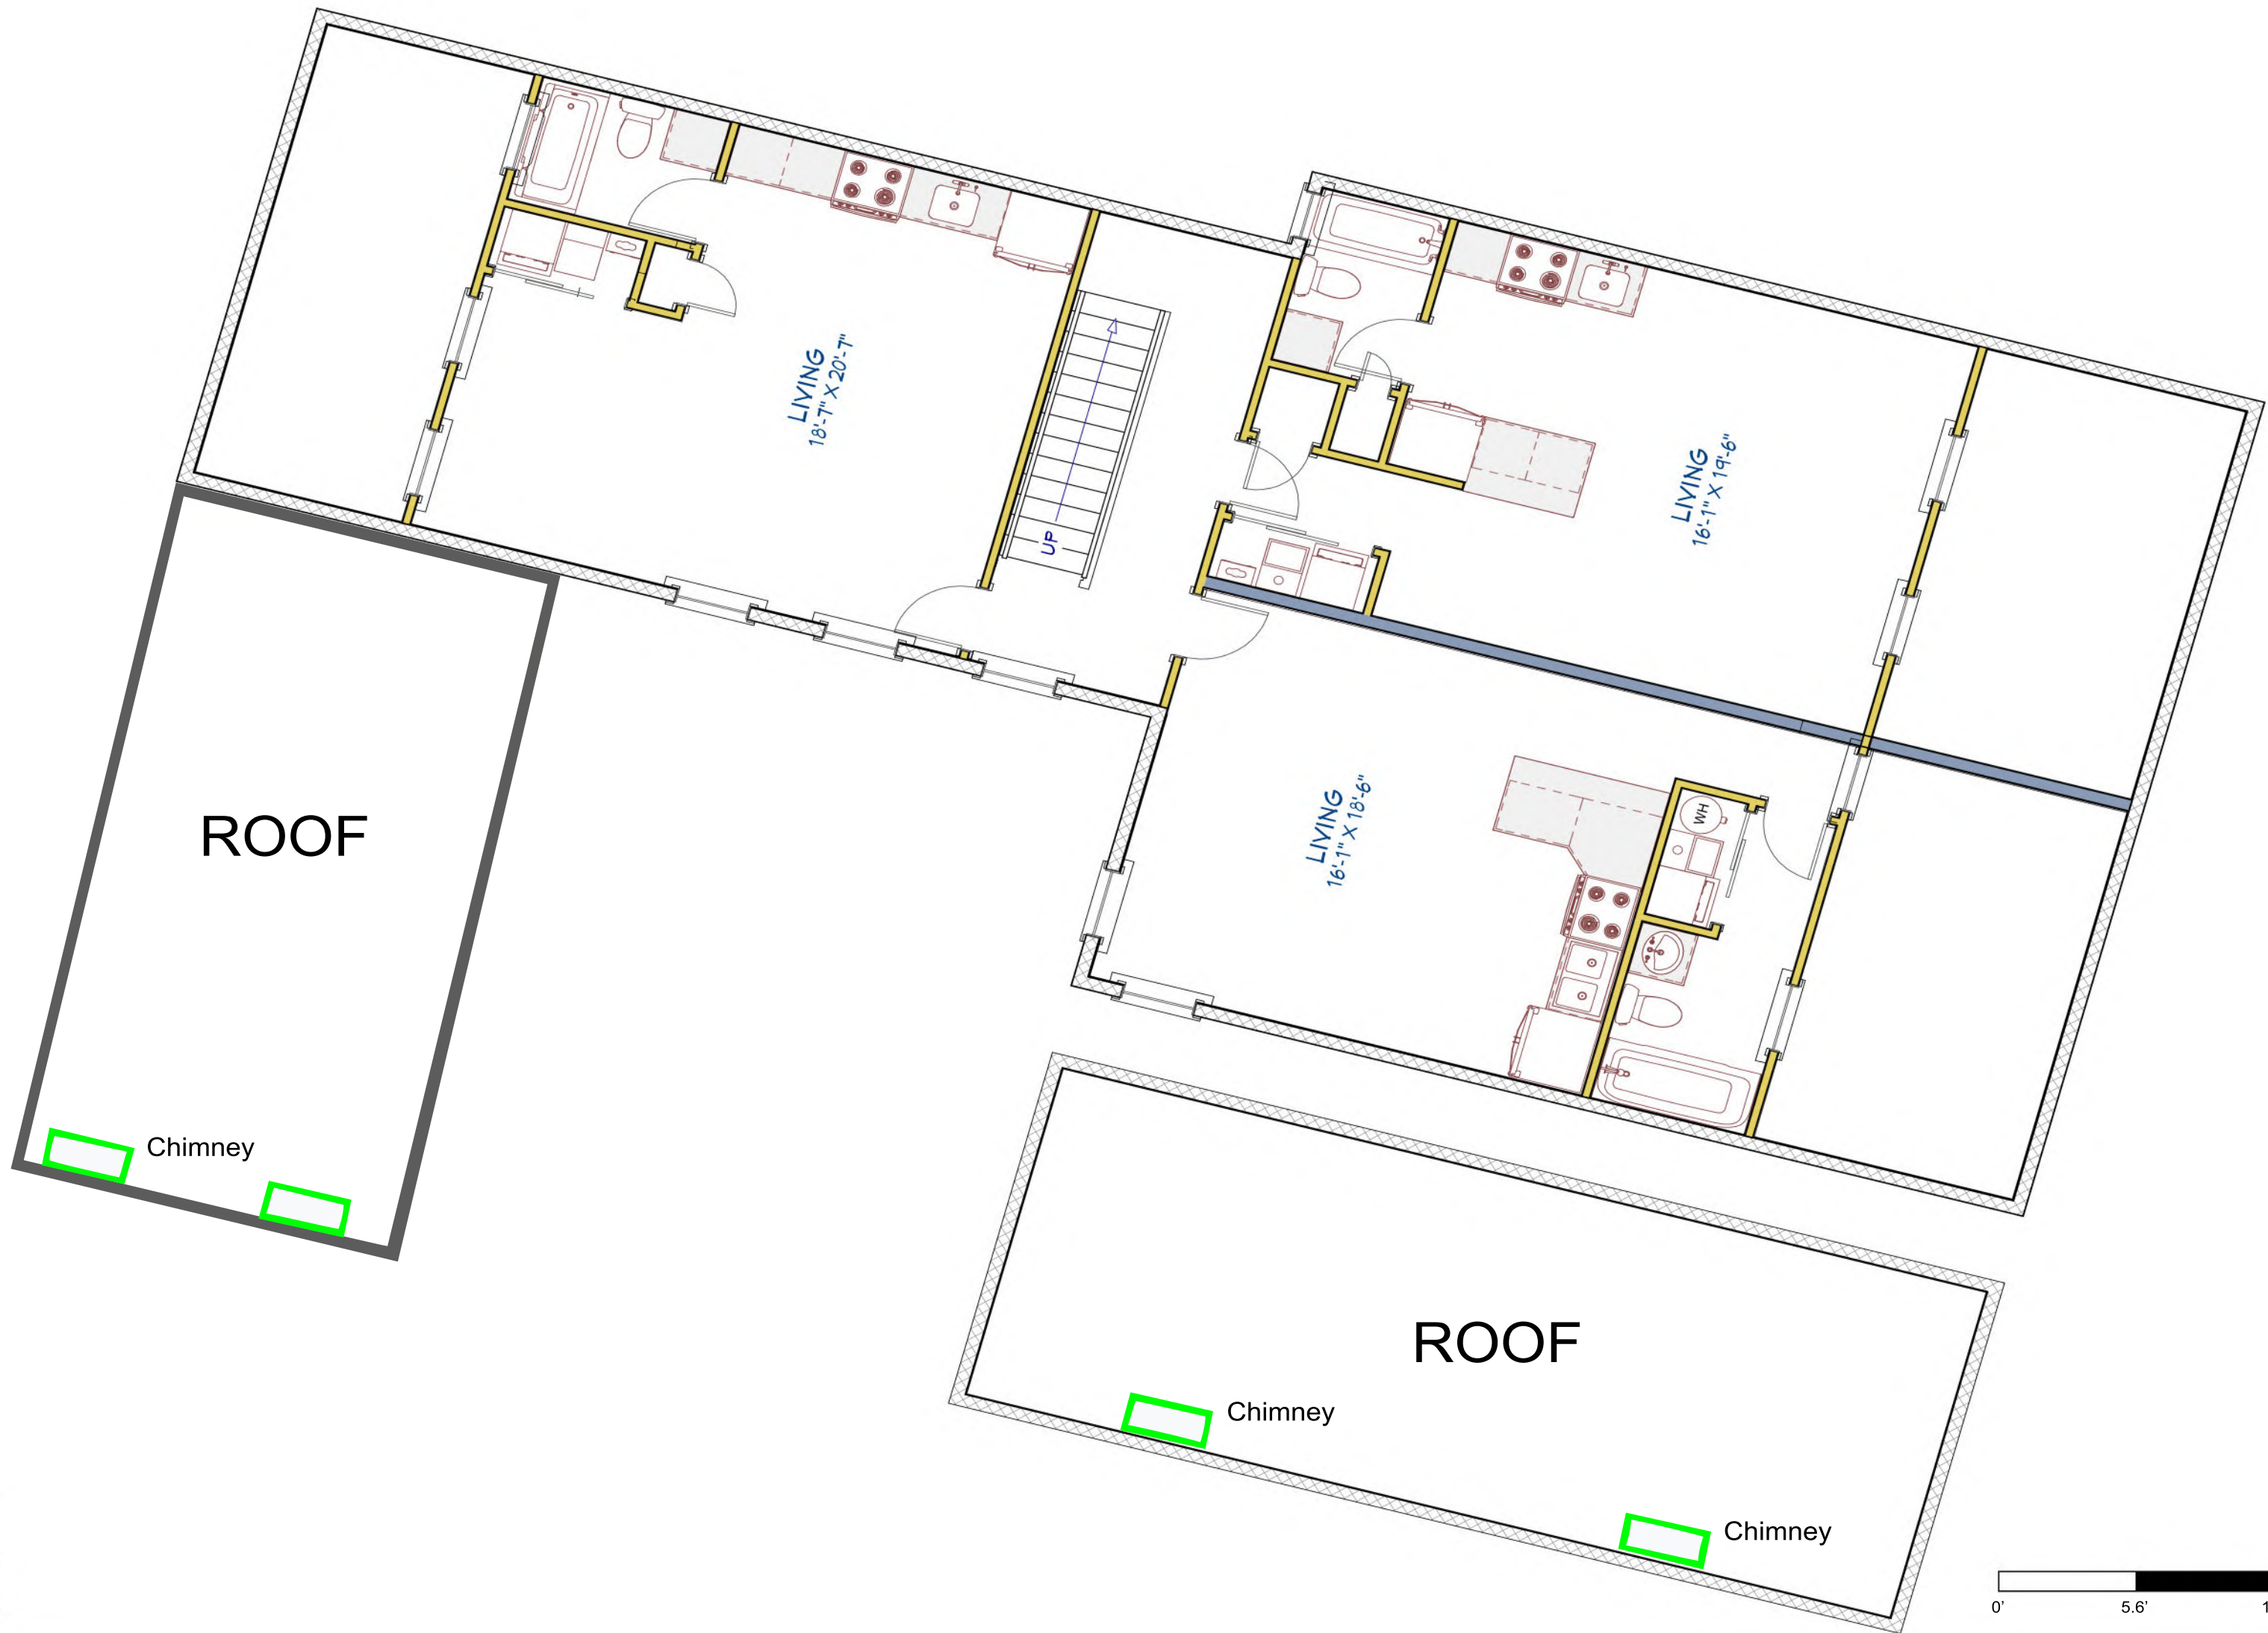 LIVING
18'-7" X 20'-7"
LIVING
16'-1" X 19'-6"
UP
LIVING
16'-1" X 18'-6"
WH
ROOF
Chimney
ROOF
Chimney
Chimney
0'
5.6'